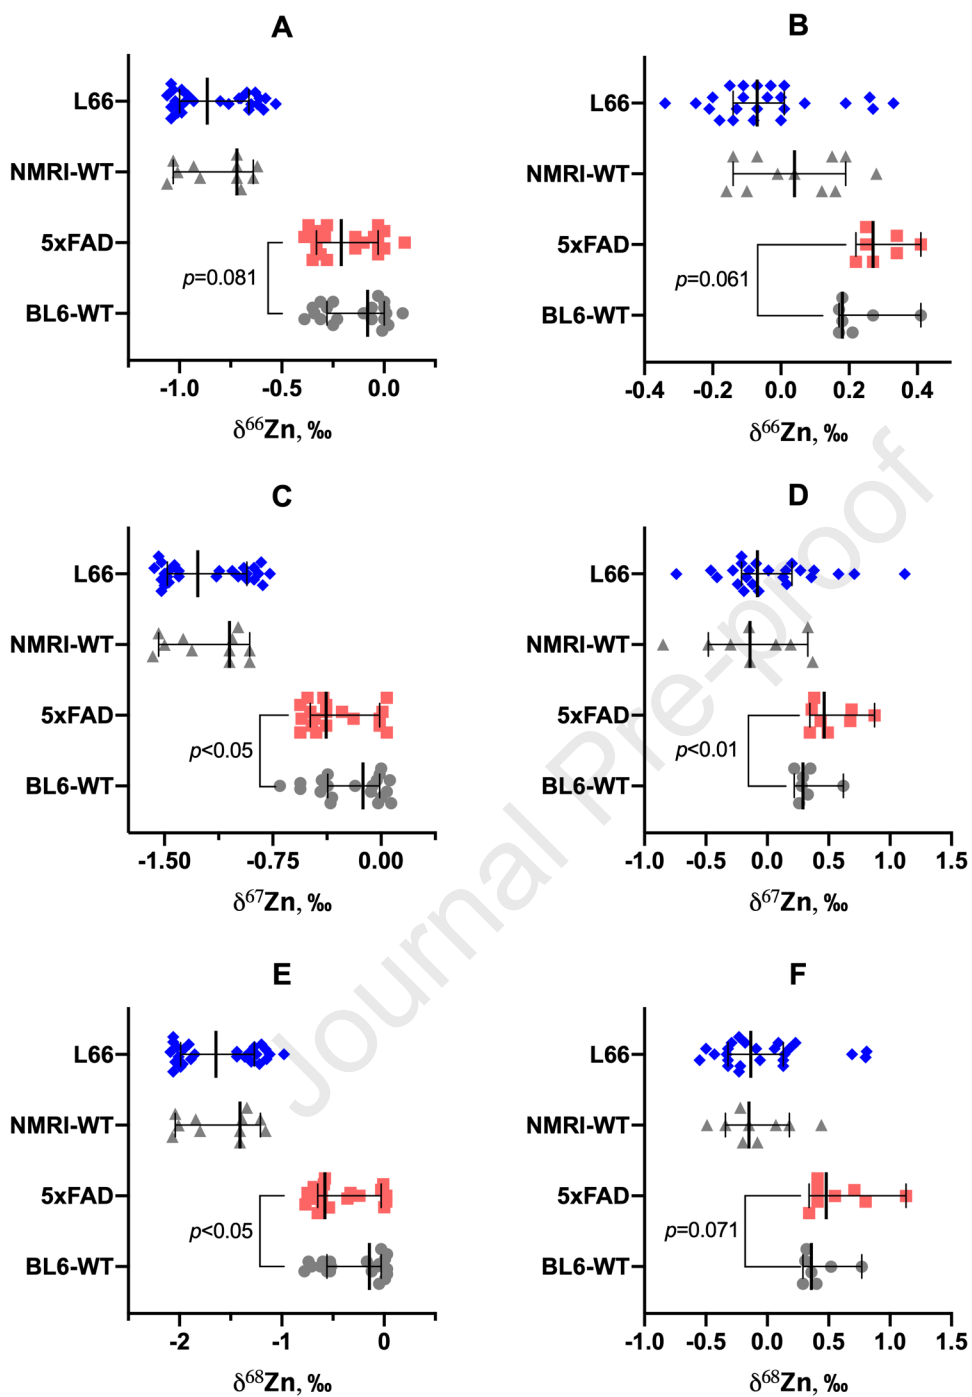 A
L66
NMRI-WT
5xFAD
BL6-WT
p=0.081
-1.0
-0.5
0.0
δ⁶⁶Zn, ‰
B
L66
NMRI-WT
5xFAD
BL6-WT
p=0.061
-0.4
-0.2
0.0
0.2
0.4
δ⁶⁶Zn, ‰
C
L66
NMRI-WT
5xFAD
BL6-WT
p<0.05
-1.50
-0.75
0.00
δ⁶⁷Zn, ‰
D
L66
NMRI-WT
5xFAD
BL6-WT
p<0.01
-1.0
-0.5
0.0
0.5
1.0
1.5
δ⁶⁷Zn, ‰
E
L66
NMRI-WT
5xFAD
BL6-WT
p<0.05
-2
-1
0
δ⁶⁸Zn, ‰
F
L66
NMRI-WT
5xFAD
BL6-WT
p=0.071
-1.0
-0.5
0.0
0.5
1.0
1.5
δ⁶⁸Zn, ‰
Journal Pre-proof